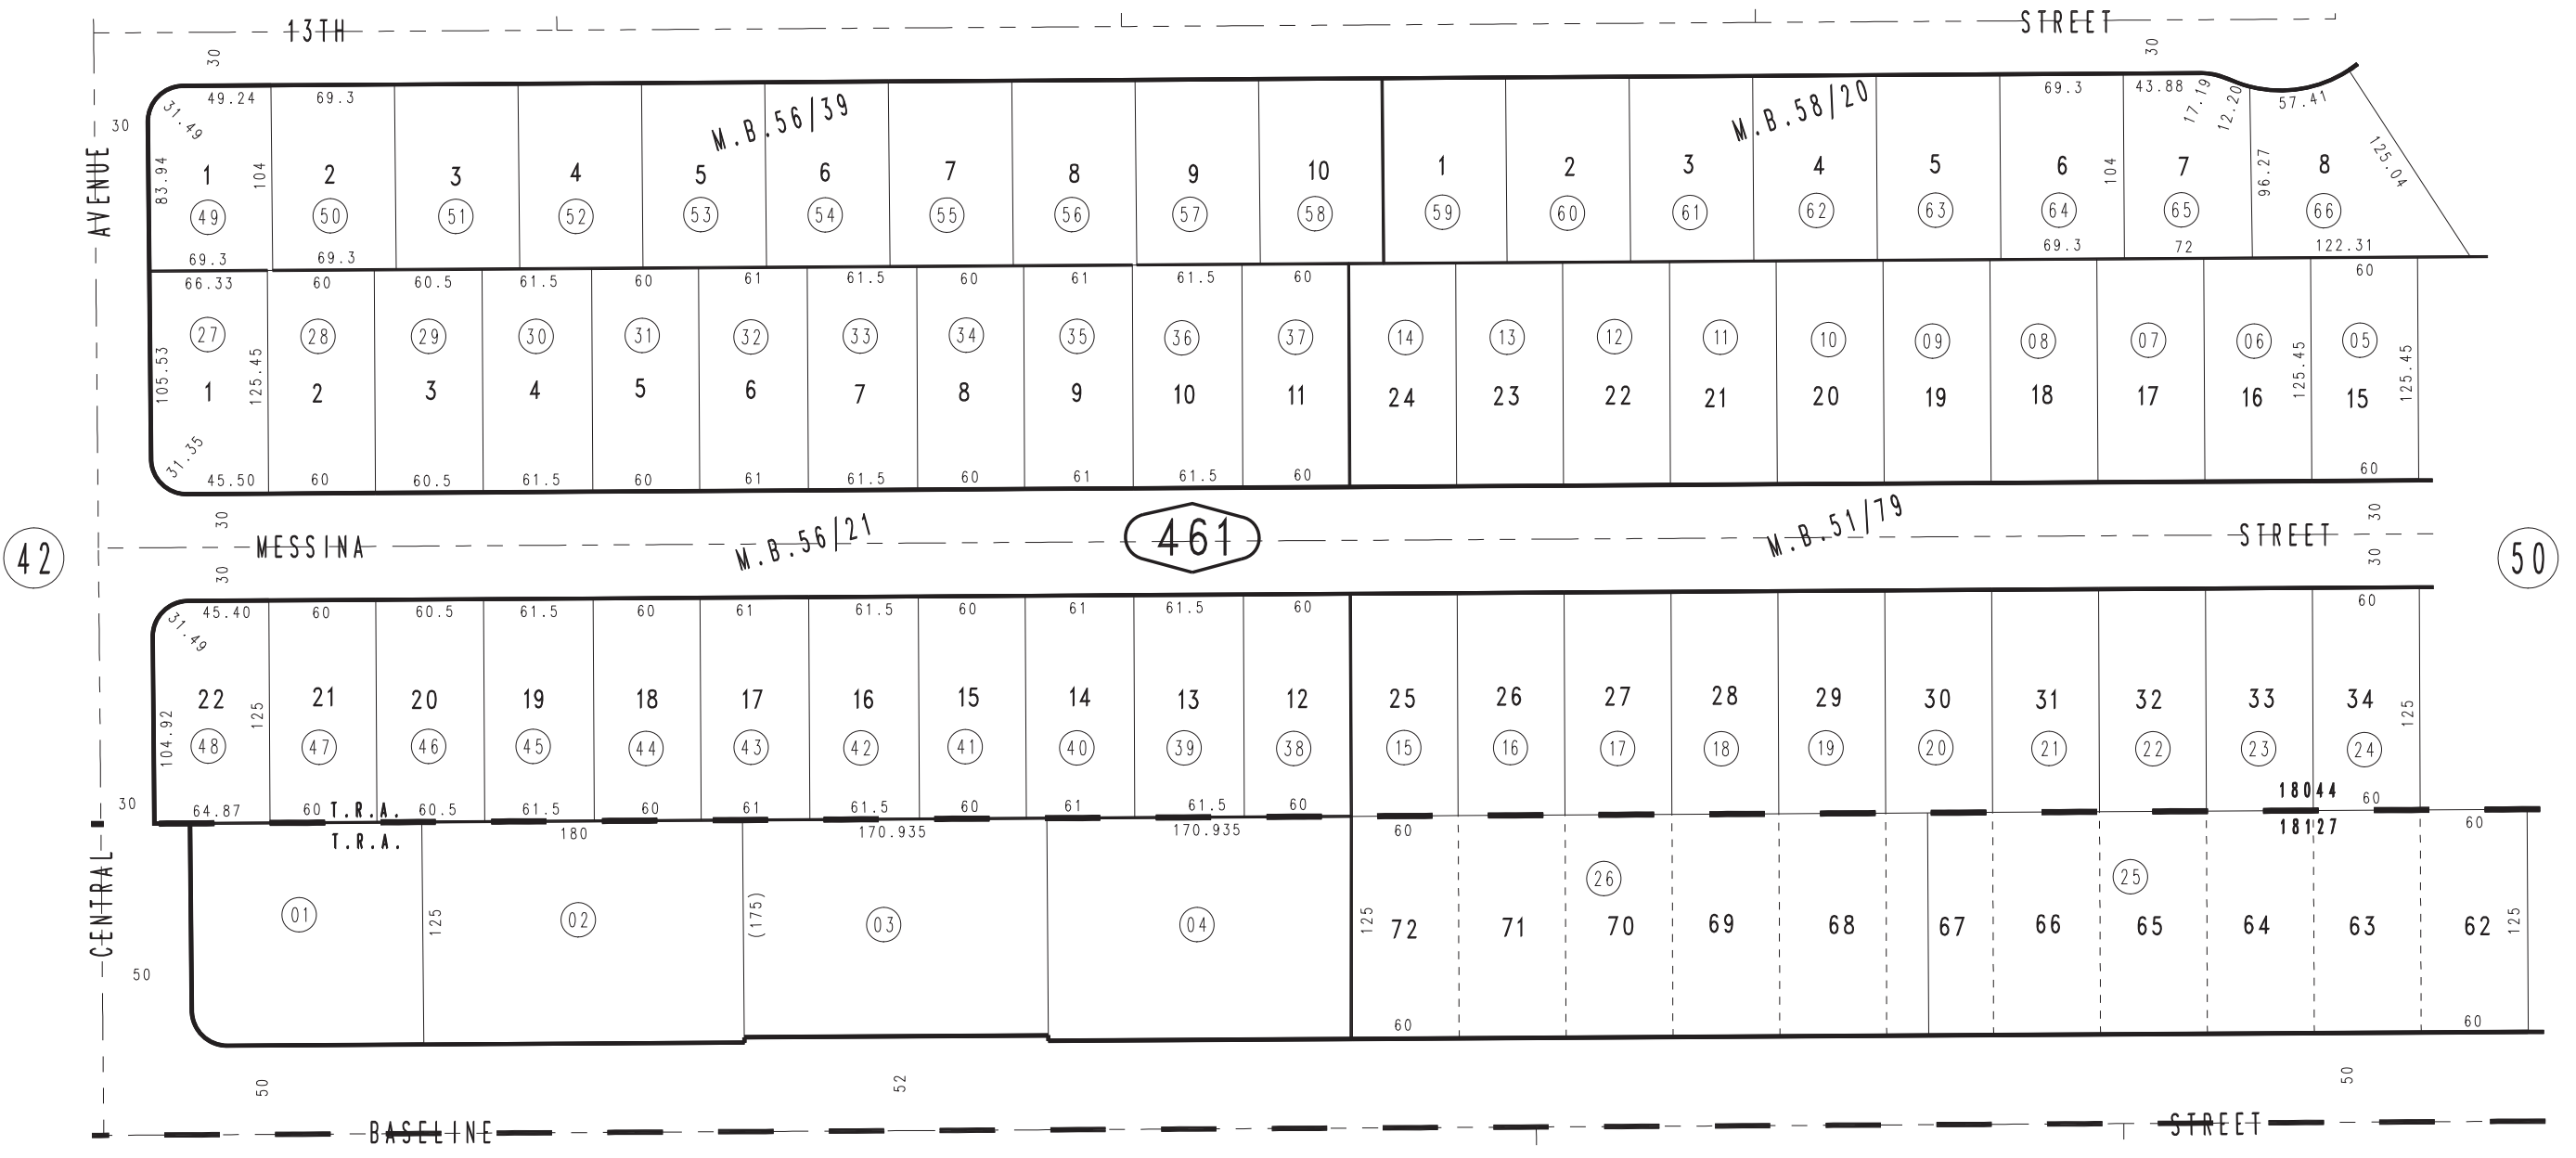 13TH STREET
30 30
49.24 69.3 69.3 43.88 17.19 12.20 57.41
31.49 M.B.56/39 M.B.58/20
30
AVENUE
83.94 104 104 96.27 125.04
1 2 3 4 5 6 7 8 9 10 1 2 3 4 5 6 7 8
49 50 51 52 53 54 55 56 57 58 59 60 61 62 63 64 65 66
69.3 69.3 69.3 72 122.31
66.33 60 60.5 61.5 60 61 61.5 60 61 61.5 60 60
27 28 29 30 31 32 33 34 35 36 37 14 13 12 11 10 09 08 07 06 05
105.53 125.45 125.45 125.45
1 2 3 4 5 6 7 8 9 10 11 24 23 22 21 20 19 18 17 16 15
31.35
45.50 60 60.5 61.5 60 61 61.5 60 61 61.5 60 60
30 30
42 MESSINA M.B.56/21 461 M.B.51/79 STREET 50
30 30
45.40 60 60.5 61.5 60 61 61.5 60 61 61.5 60 60
31.49
22 21 20 19 18 17 16 15 14 13 12 25 26 27 28 29 30 31 32 33 34
104.92 125 125
48 47 46 45 44 43 42 41 40 39 38 15 16 17 18 19 20 21 22 23 24
30
64.87 60 T.R.A. 60.5 61.5 60 61 61.5 60 61 61.5 60 18044 60
T.R.A. 180 170.935 170.935 60 18127 60
CENTRAL
26 25
01 125 02 (175) 03 04 125
72 71 70 69 68 67 66 65 64 63 62 125
50
60 60
50 52 50
BASELINE STREET